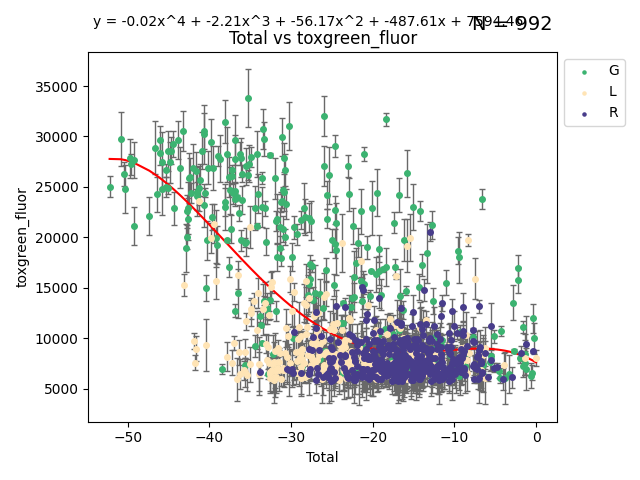 y = -0.02x^4 + -2.21x^3 + -56.17x^2 + -487.61x + 7594.46
N = 992
Total vs toxgreen_fluor
35000
30000
25000
20000
15000
10000
5000
toxgreen_fluor
−50
−40
−30
−20
−10
0
Total
G
L
R